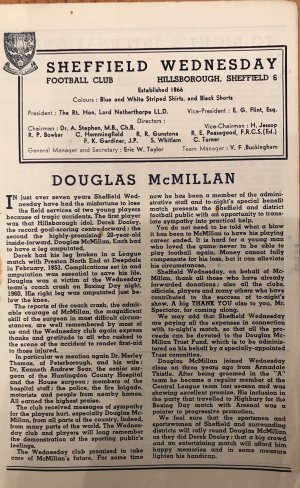 SHEFFIELD WEDNESDAY
FOOTBALL CLUB HILLSBOROUGH, SHEFFIELD 6
Established 1866
Colours : Blue and White Striped Shirts, and Black Shorts
President : The Rt. Hon. Lord Netherthorpe LL.D. Vice-President : E. G. Flint, Esq.
Directors :
Chairman : Dr. A. Stephen, M.B., Ch.B. Vice-Chairman : H. Jessop
R. P. Bowker C. Hemmingfield R. R. Gunstone R. E. Peasegood, F.R.C.S. (Ed.)
F. K. Gardiner, J.P. S. Whitlam C. Turner
General Manager and Secretary : Eric W. Taylor Team Manager : V. F. Buckingham
DOUGLAS McMILLAN
IN just over seven years Sheffield Wed-
nesday have had the misfortune to lose
the field services of two young players
because of tragic accidents. The first player
was that Hillsborough idol, Derek Dooley,
the record goal-scoring centre-forward; the
second the highly-promising 20-year-old
inside-forward, Douglas McMillan. Each had
to have a leg amputated.
Derek had his leg broken in a League
match with Preston North End at Deepdale
in February, 1953. Complications set in and
amputation was essential to save his life.
Douglas was a victim of the Wednesday
team's coach crash on Boxing Day night,
when his right leg was amputated just be-
low the knee.
The reports of the coach crash, the admir-
able courage of McMillan, the magnificent
skill of the surgeon in most difficult circum-
stances, are well remembered by most of
us and the Wednesday club again express
thanks and gratitude to all who rushed to
the scene of the accident to render first-aid
to those injured.
In particular we mention again Dr. Morley
Thomas, of Peterborough, and his wife;
Dr. Kenneth Andrew Sear, the senior sur-
geon of the Huntingdon County Hospital
and the House surgeon; members of the
hospital staff; the police, the fire brigade,
motorists and people from nearby homes.
All earned the highest praise.
The club received messages of sympathy
for the players hurt, especially Douglas Mc-
Millan, from all parts of the county. Indeed,
from many parts of the world. The Wednes-
day club and players will long remember
the demonstration of the sporting public's
feelings.
The Wednesday club promised to take
care of McMillan's future. For some time
now he has been a member of the adminis-
trative staff and to-night's special benefit
match presents the Sheffield and district
football public with an opportunity to trans-
late sympathy into practical help.
You do not need to be told what a blow
it has been to McMillan to have his playing
career ended. It is hard for a young man
who loved the game never to be able to
play football again. Money cannot fully
compensate for his loss, but it can alleviate
his distress.
Sheffield Wednesday, on behalf of Mc-
Millan, thank all those who have already
forwarded donations; also all the clubs,
officials, players and many others who have
contributed to the success of to-night's
show. A big THANK YOU also to you, Mr.
Spectator, for coming along.
We may add that Sheffield Wednesday
are paying all the expenses in connection
with to-night's match, so that all the pro-
ceeds will be devoted to the Douglas Mc-
Millan Trust Fund, which is to be adminis-
tered on his behalf by a specially-appointed
Trust committee.
Douglas McMillan joined Wednesday
close on three years ago from Armadale
Thistle. After being groomed in the "A"
team he became a regular member of the
Central League team last season and was
showing excellent promise. His inclusion in
the party that travelled to Highbury for the
Boxing Day match with Arsenal was a
pointer to progressive promotion.
We feel sure that the sportsmen and
sportswomen of Sheffield and surrounding
districts will rally round Douglas McMillan
as they did Derek Dooley; that a big crowd
and an entertaining match will afford him
happy memories and in some measure
lighten his handicap.